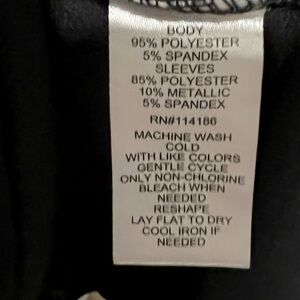 BODY
95% POLYESTER
5% SPANDEX
SLEEVES
85% POLYESTER
10% METALLIC
5% SPANDEX
RN#114186
MACHINE WASH
COLD
WITH LIKE COLORS
GENTLE CYCLE
ONLY NON-CHLORINE
BLEACH WHEN
NEEDED
RESHAPE
LAY FLAT TO DRY
COOL IRON IF
NEEDED